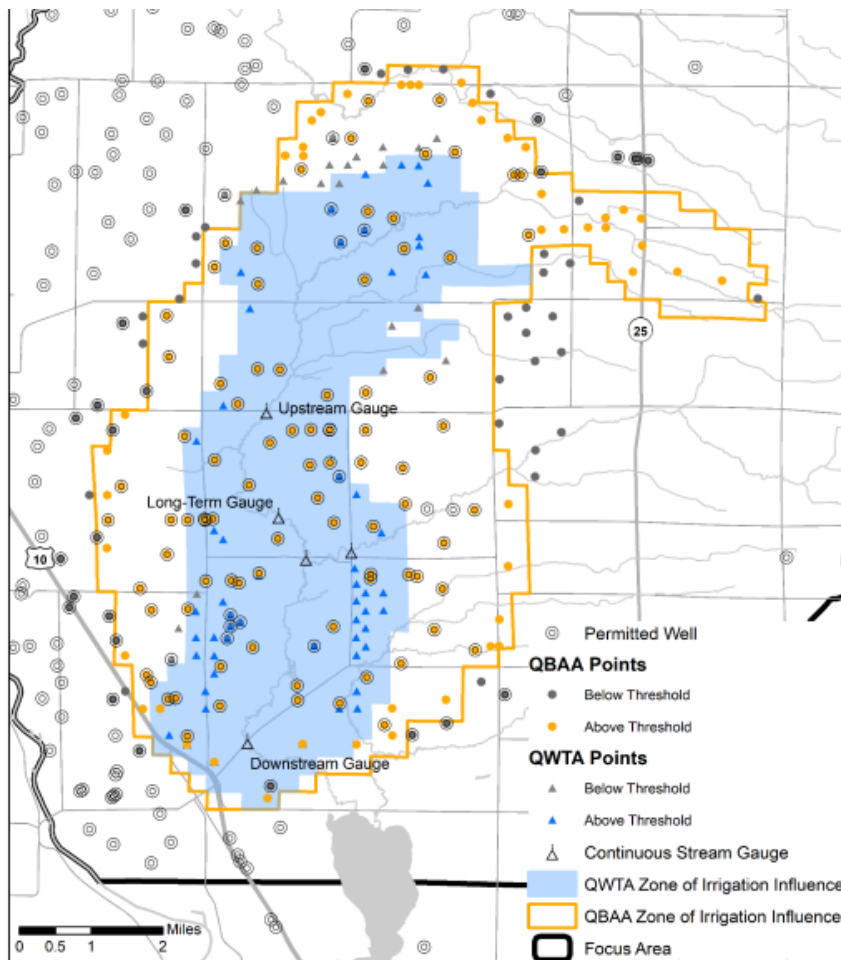 25
Upstream Gauge
Long-Term Gauge
10
Downstream Gauge
Permitted Well
QBAA Points
Below Threshold
Above Threshold
QWTA Points
Below Threshold
Above Threshold
Continuous Stream Gauge
QWTA Zone of Irrigation Influence
QBAA Zone of Irrigation Influence
Focus Area
Miles
0 0.5 1 2